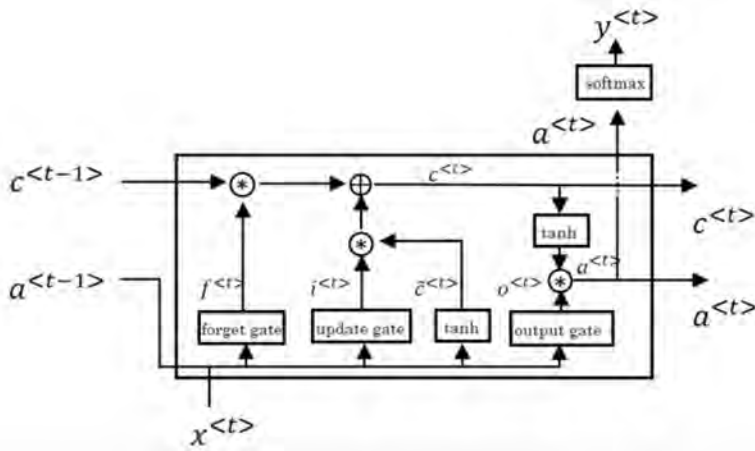 y<t>
softmax
a<t>
c<t-1>
c<t>
tanh
c<t>
a<t-1>
f<t>
i<t>
c̃<t>
o<t>
a<t>
a<t>
forget gate
update gate
tanh
output gate
x<t>